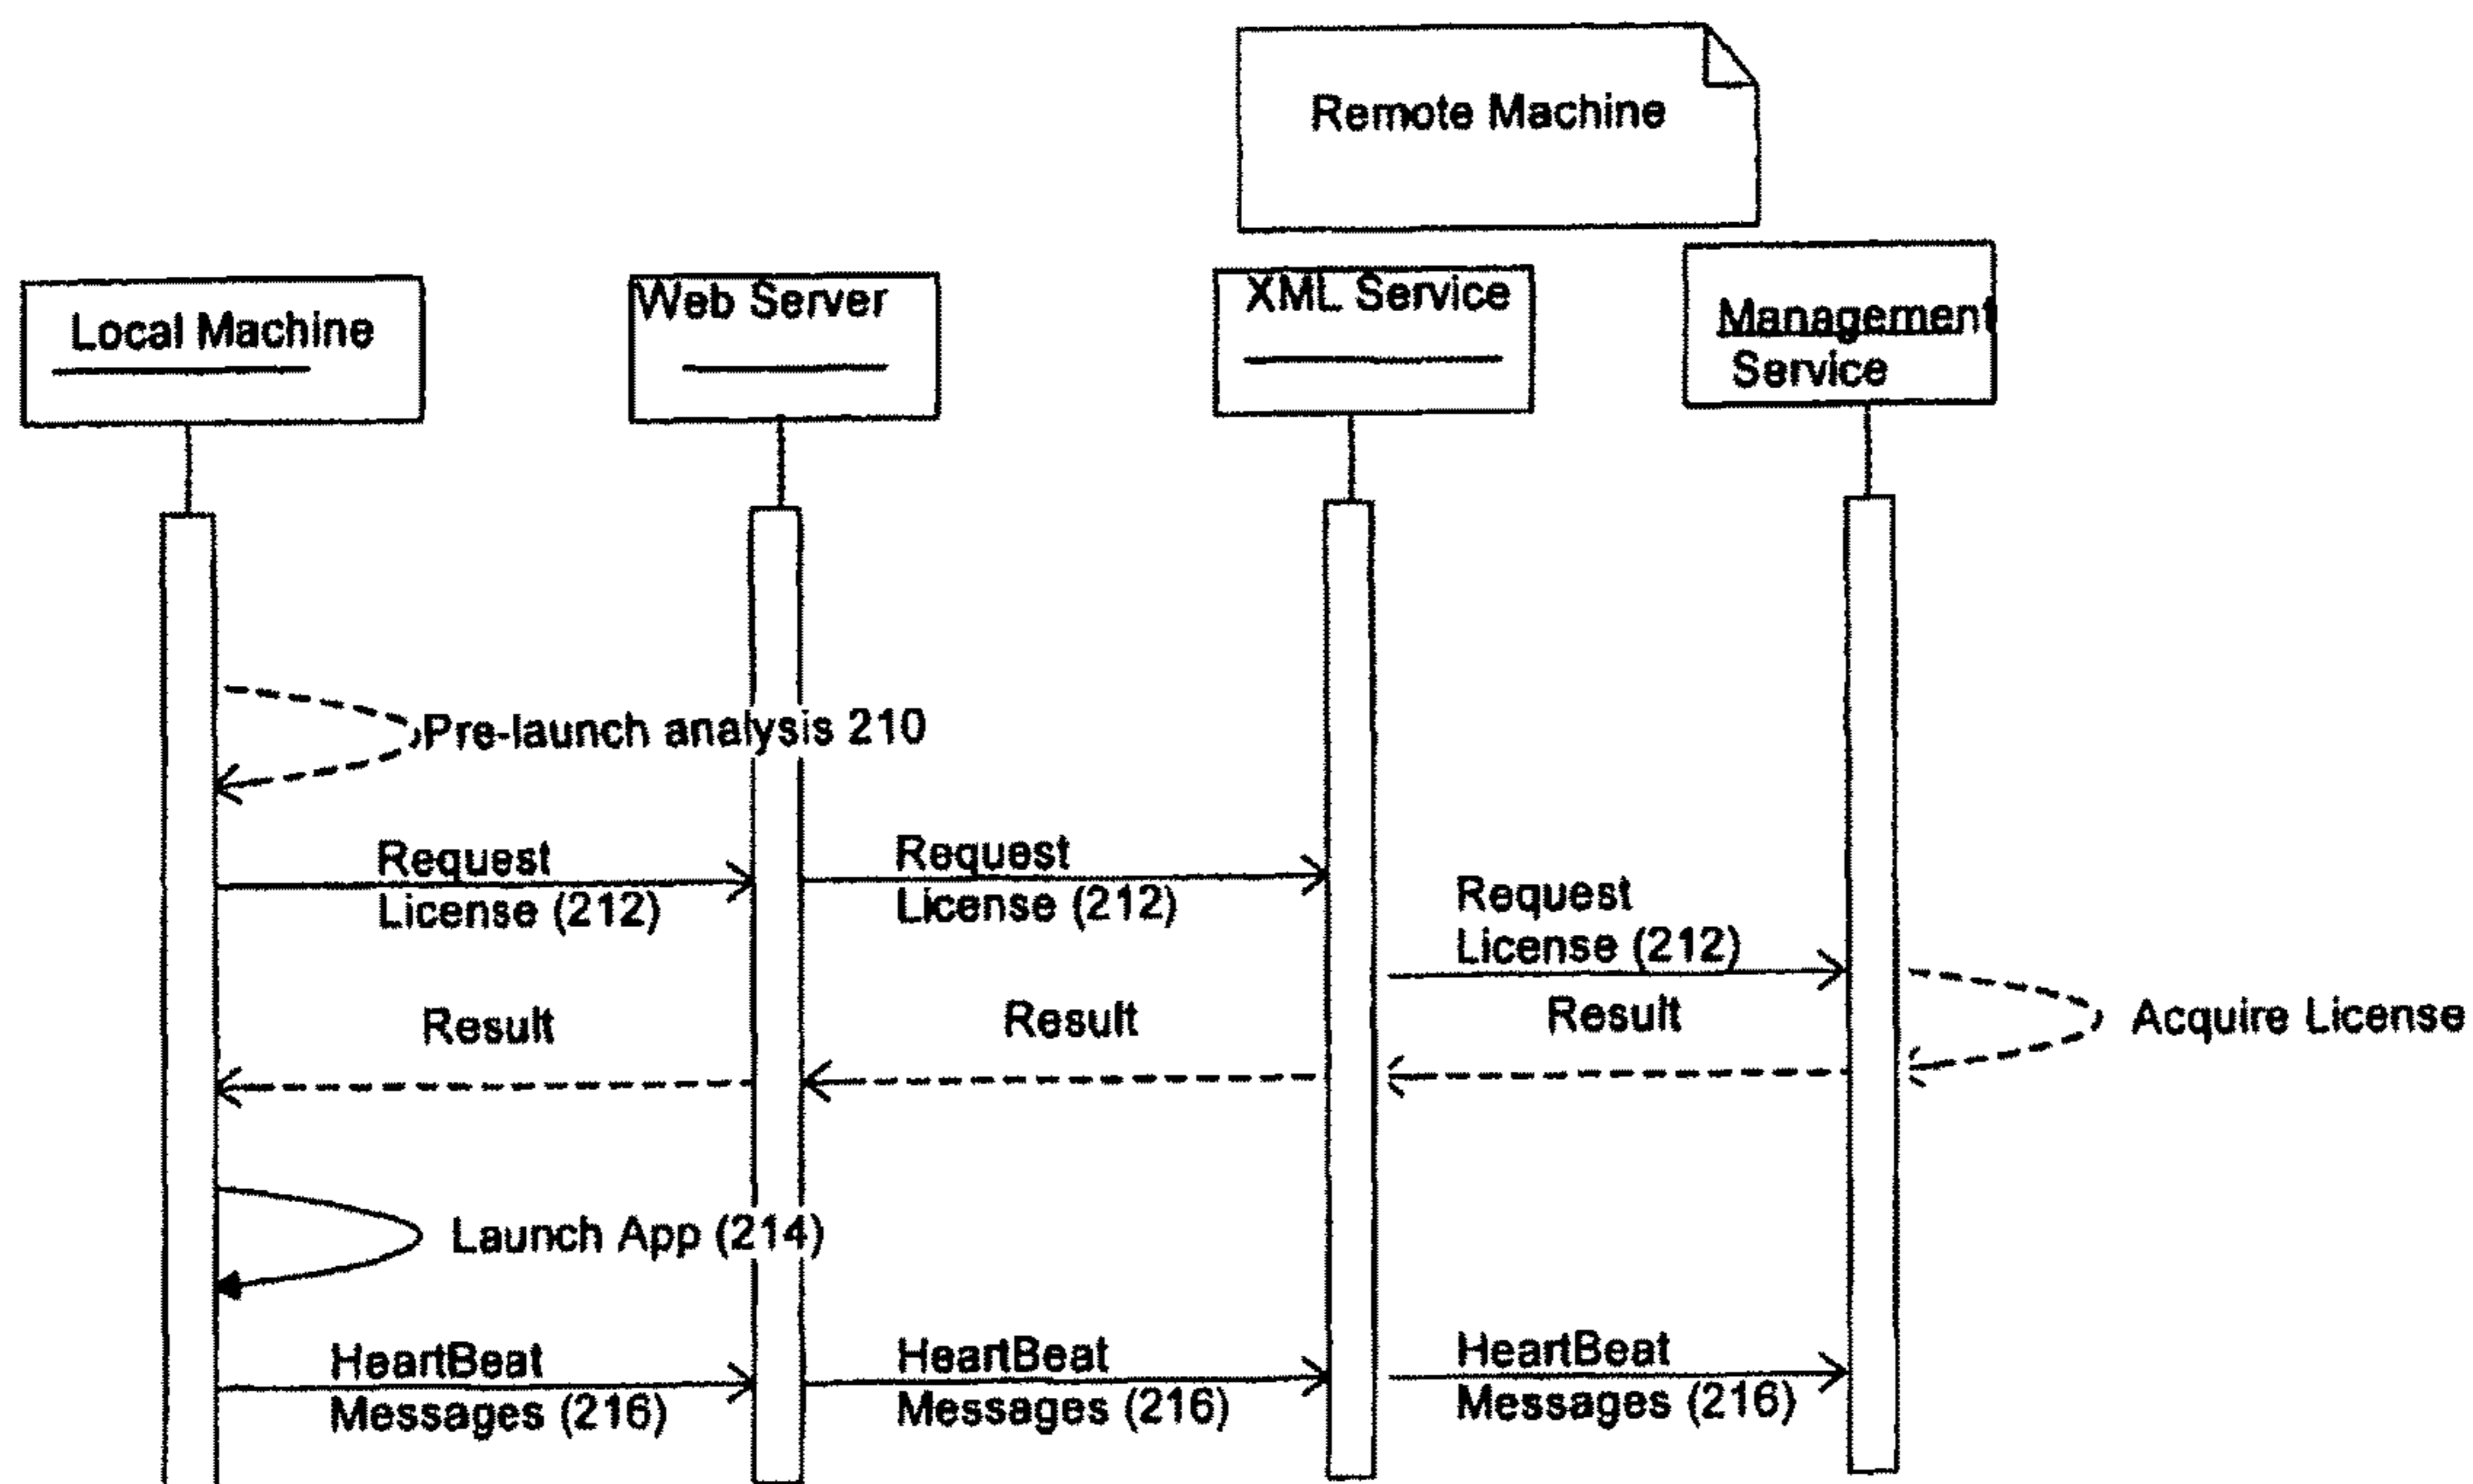 Remote Machine
Local Machine
Web Server
XML Service
Management
Service
Pre-launch analysis 210
Request
License (212)
Request
License (212)
Request
License (212)
Result
Result
Result
Acquire License
Launch App (214)
HeartBeat
Messages (216)
HeartBeat
Messages (216)
HeartBeat
Messages (216)